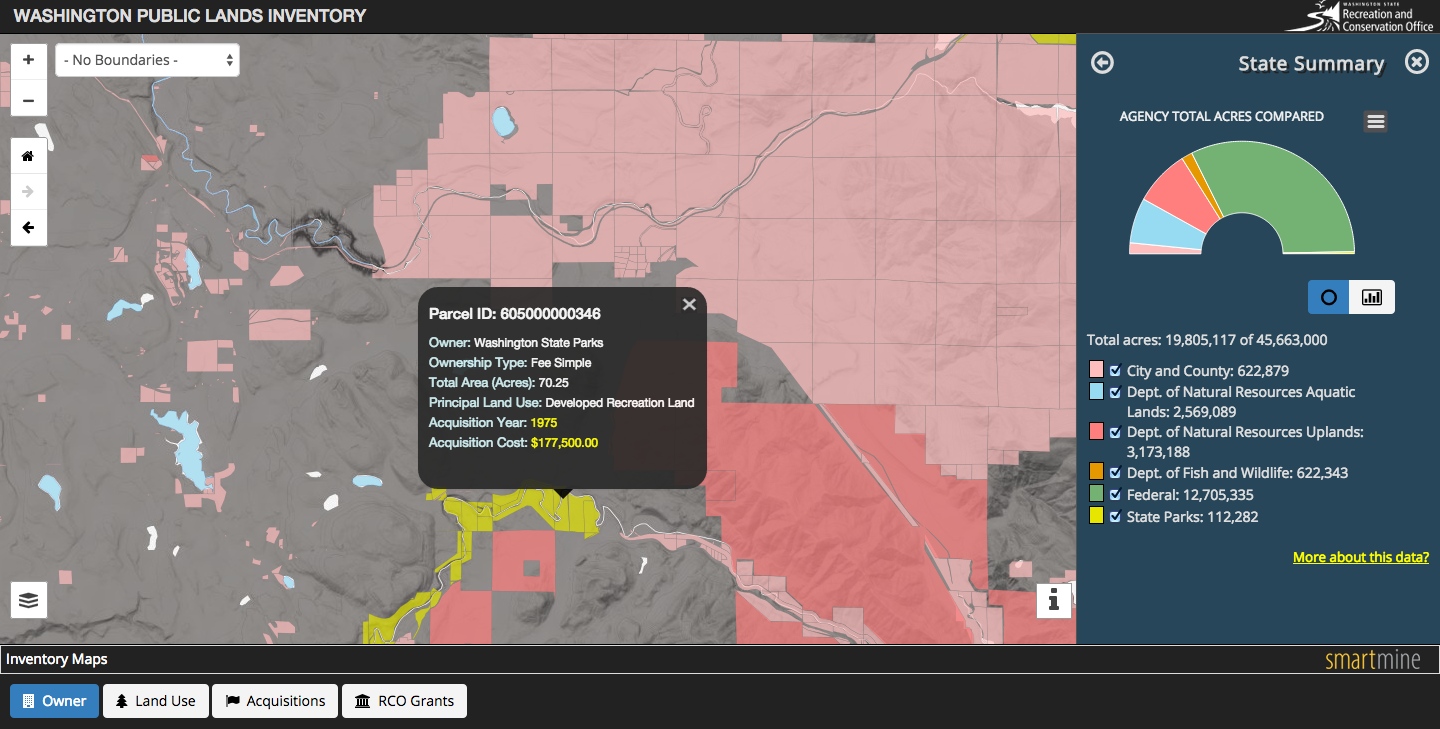 WASHINGTON PUBLIC LANDS INVENTORY
WASHINGTON STATE
Recreation and
Conservation Office
+
- No Boundaries -
−
State Summary
AGENCY TOTAL ACRES COMPARED
Parcel ID: 605000000346
Owner: Washington State Parks
Ownership Type: Fee Simple
Total Area (Acres): 70.25
Principal Land Use: Developed Recreation Land
Acquisition Year: 1975
Acquisition Cost: $177,500.00
Total acres: 19,805,117 of 45,663,000
City and County: 622,879
Dept. of Natural Resources Aquatic
Lands: 2,569,089
Dept. of Natural Resources Uplands:
3,173,188
Dept. of Fish and Wildlife: 622,343
Federal: 12,705,335
State Parks: 112,282
More about this data?
Inventory Maps
smartmine
Owner
Land Use
Acquisitions
RCO Grants